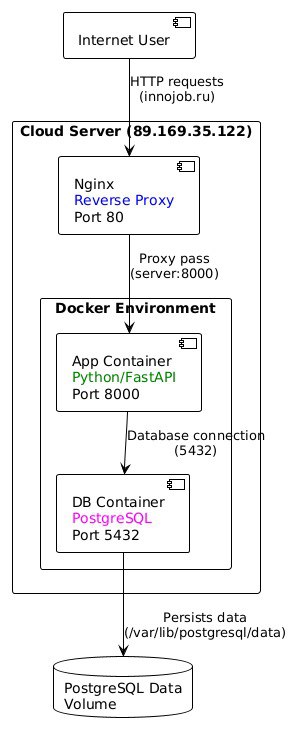 Internet User
HTTP requests
(innojob.ru)
Cloud Server (89.169.35.122)
Nginx
Reverse Proxy
Port 80
Proxy pass
(server:8000)
Docker Environment
App Container
Python/FastAPI
Port 8000
Database connection
(5432)
DB Container
PostgreSQL
Port 5432
Persists data
(/var/lib/postgresql/data)
PostgreSQL Data
Volume